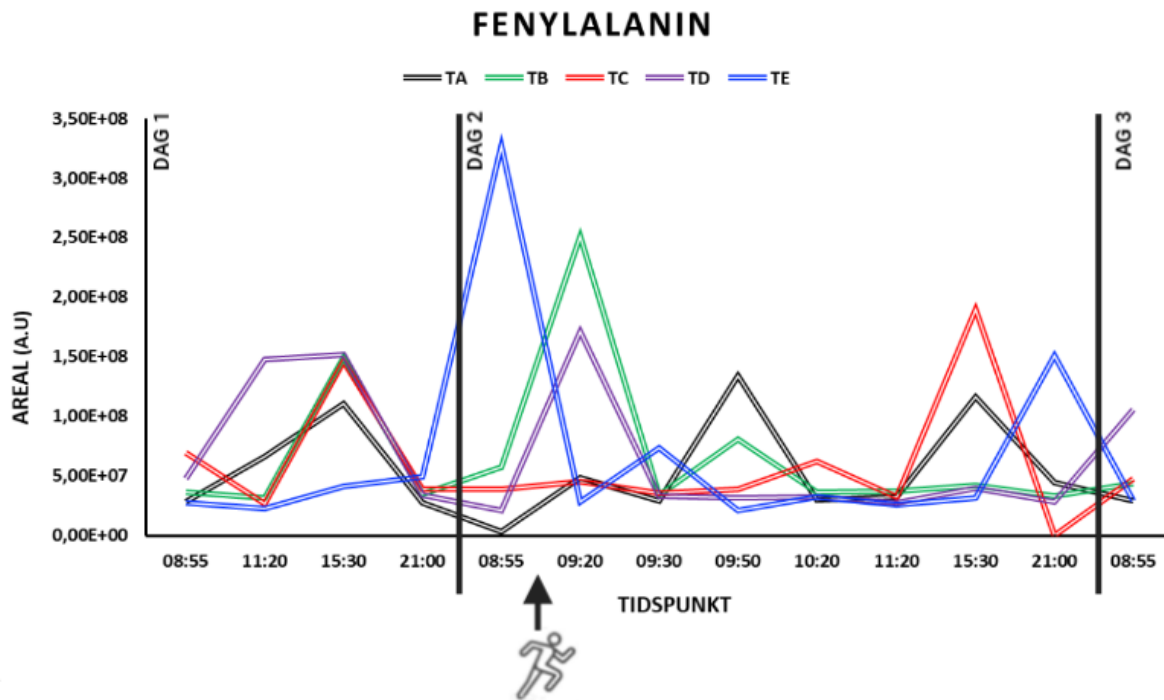 FENYLALANIN
TA TB TC TD TE
3,50E+08
3,00E+08
2,50E+08
2,00E+08
1,50E+08
1,00E+08
5,00E+07
0,00E+00
AREAL (A.U)
DAG 1
DAG 2
DAG 3
08:55 11:20 15:30 21:00 08:55 09:20 09:30 09:50 10:20 11:20 15:30 21:00 08:55
TIDSPUNKT